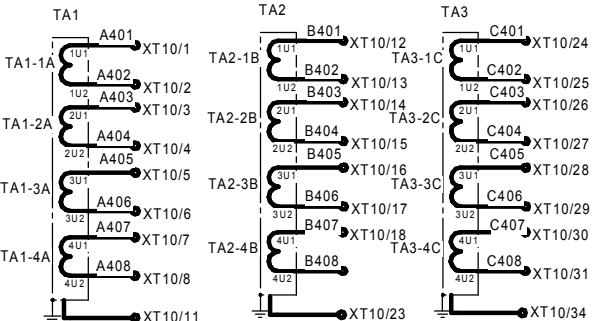 TA1
A401
XT10/1
1U1
TA1-1A
A402
XT10/2
1U2
A403
XT10/3
2U1
TA1-2A
A404
XT10/4
2U2
A405
XT10/5
3U1
TA1-3A
A406
XT10/6
3U2
A407
XT10/7
4U1
TA1-4A
A408
XT10/8
4U2
XT10/11
TA2
B401
XT10/12
1U1
TA2-1B
B402
XT10/13
1U2
B403
XT10/14
2U1
TA2-2B
B404
XT10/15
2U2
B405
XT10/16
3U1
TA2-3B
B406
XT10/17
3U2
B407
XT10/18
4U1
TA2-4B
B408
4U2
XT10/23
TA3
C401
XT10/24
1U1
TA3-1C
C402
XT10/25
1U2
C403
XT10/26
2U1
TA3-2C
C404
XT10/27
2U2
C405
XT10/28
3U1
TA3-3C
C406
XT10/29
3U2
C407
XT10/30
4U1
TA3-4C
C408
XT10/31
4U2
XT10/34